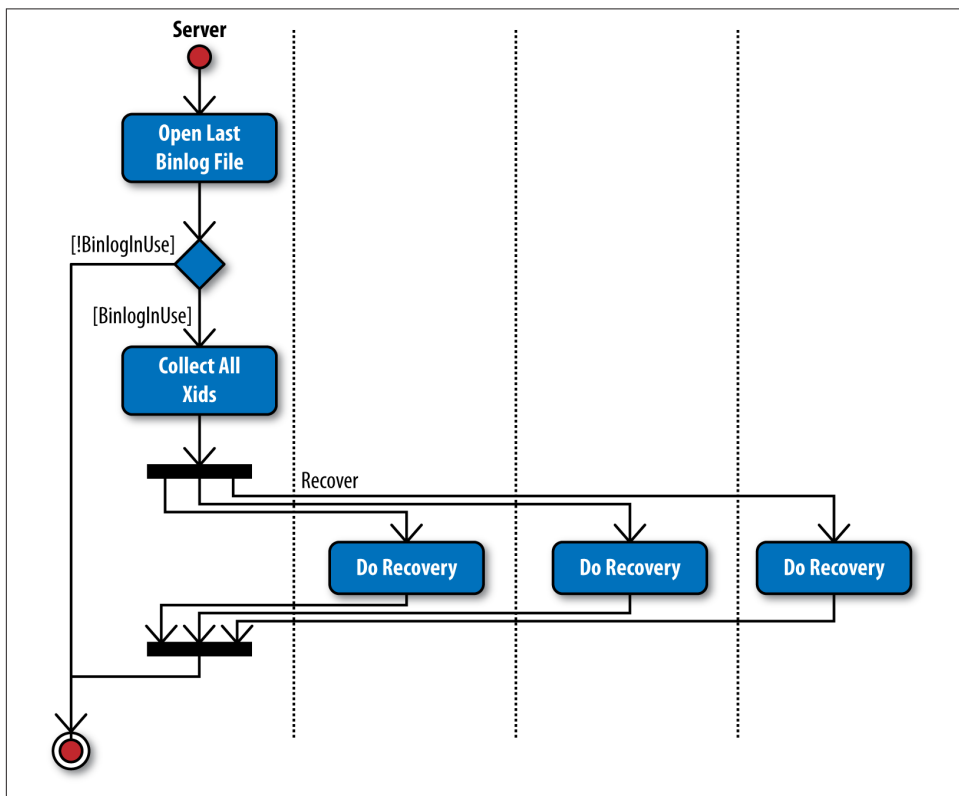 Server
Open Last
Binlog File
[!BinlogInUse]
[BinlogInUse]
Collect All
Xids
Recover
Do Recovery
Do Recovery
Do Recovery